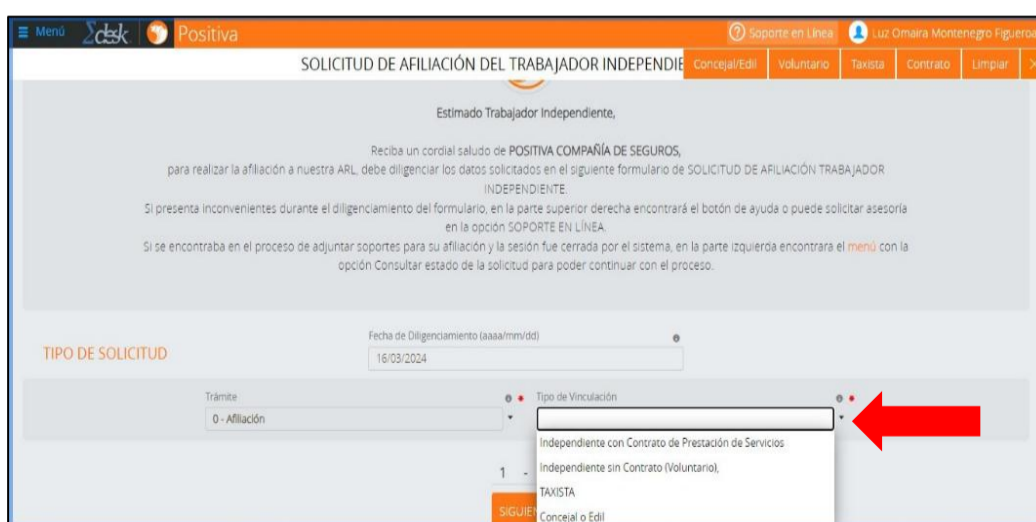 Menú Σdesk Positiva Soporte en Línea Luz Omaira Montenegro Figueroa
SOLICITUD DE AFILIACIÓN DEL TRABAJADOR INDEPENDIE Concejal/Edil Voluntario Taxista Contrato Limpiar
Estimado Trabajador Independiente,
Reciba un cordial saludo de POSITIVA COMPAÑÍA DE SEGUROS,
para realizar la afiliación a nuestra ARL, debe diligenciar los datos solicitados en el siguiente formulario de SOLICITUD DE AFILIACIÓN TRABAJADOR
INDEPENDIENTE.
Si presenta inconvenientes durante el diligenciamiento del formulario, en la parte superior derecha encontrará el botón de ayuda o puede solicitar asesoría
en la opción SOPORTE EN LÍNEA.
Si se encontraba en el proceso de adjuntar soportes para su afiliación y la sesión fue cerrada por el sistema, en la parte izquierda encontrara el menú con la
opción Consultar estado de la solicitud para poder continuar con el proceso.
TIPO DE SOLICITUD
Fecha de Diligenciamiento (aaaa/mm/dd)
16/03/2024
Trámite
0 - Afiliación
Tipo de Vinculación
Independiente con Contrato de Prestación de Servicios
Independiente sin Contrato (Voluntario),
TAXISTA
Concejal o Edil
1 -
SIGUIEN